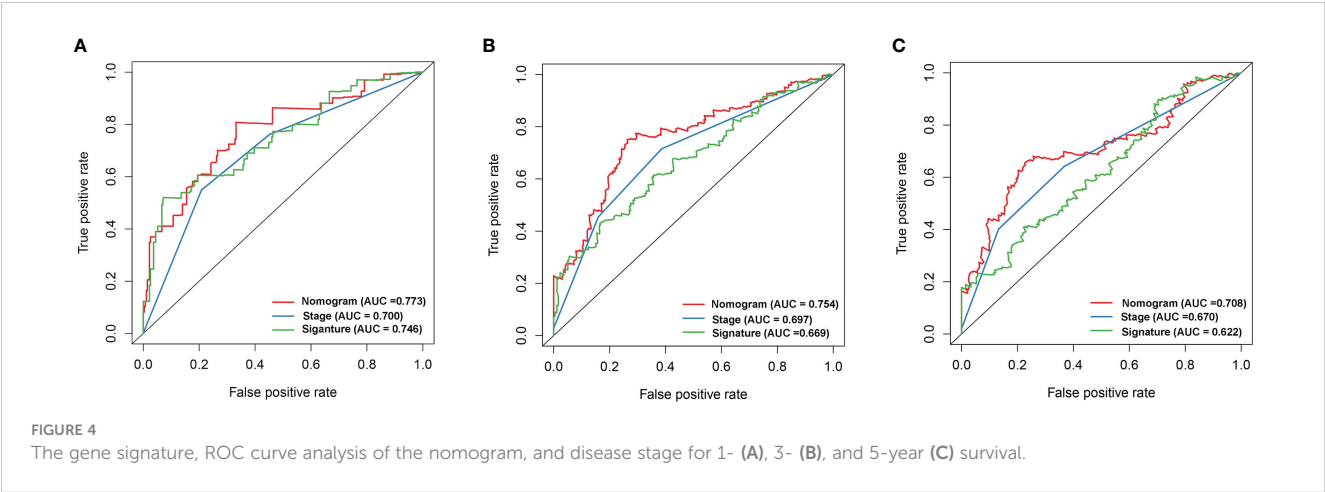 A
True positive rate
1.0
0.8
0.6
0.4
0.2
0.0
Nomogram (AUC =0.773)
Stage (AUC = 0.700)
Siganture (AUC = 0.746)
0.0 0.2 0.4 0.6 0.8 1.0
False positive rate
B
True positive rate
1.0
0.8
0.6
0.4
0.2
0.0
Nomogram (AUC = 0.754)
Stage (AUC = 0.697)
Signature (AUC =0.669)
0.0 0.2 0.4 0.6 0.8 1.0
False positive rate
C
True positive rate
1.0
0.8
0.6
0.4
0.2
0.0
Nomogram (AUC =0.708)
Stage (AUC =0.670)
Signature (AUC = 0.622)
0.0 0.2 0.4 0.6 0.8 1.0
False positive rate
FIGURE 4
The gene signature, ROC curve analysis of the nomogram, and disease stage for 1- (A), 3- (B), and 5-year (C) survival.